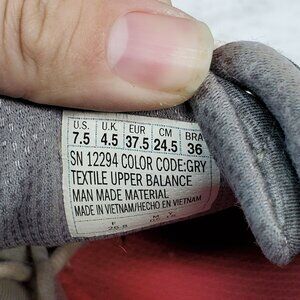 U.S. U.K. EUR CM BRA
7.5 4.5 37.5 24.5 36
SN 12294 COLOR CODE:GRY
TEXTILE UPPER BALANCE
MAN MADE MATERIAL
MADE IN VIETNAM/HECHO EN VIETNAM